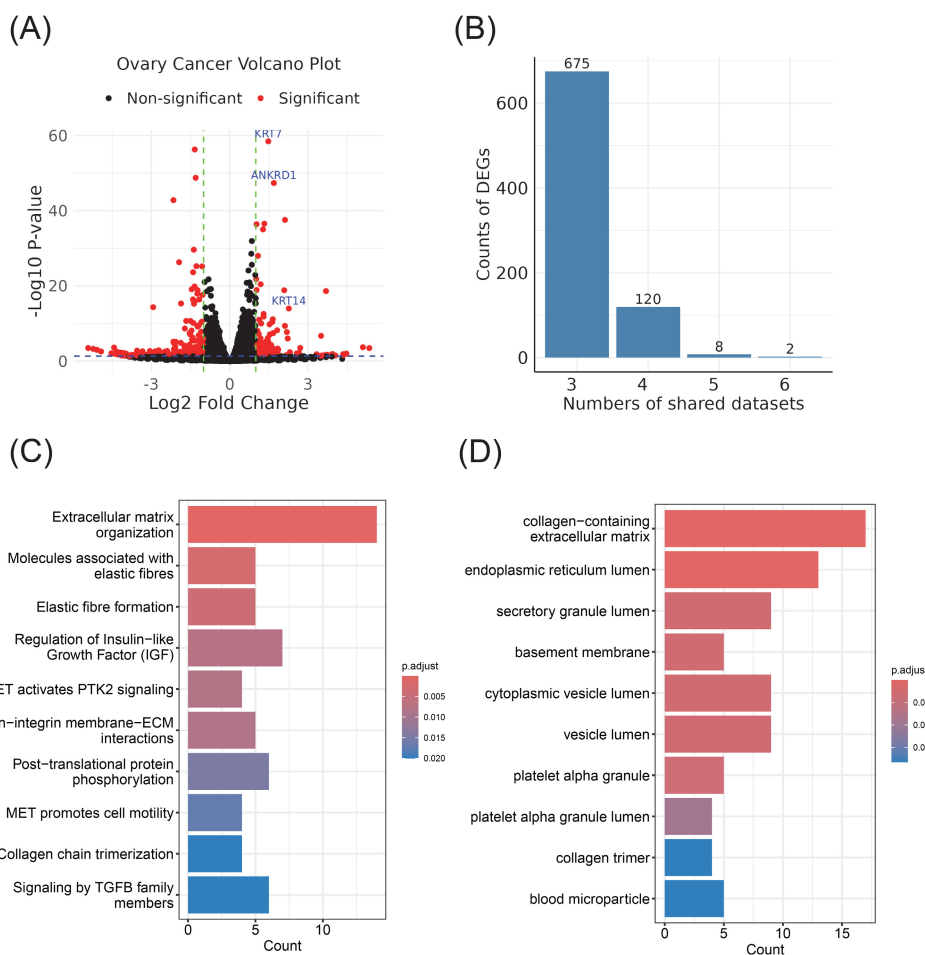 (A)
Ovary Cancer Volcano Plot
Non-significant
Significant
KRT7
ANKRD1
KRT14
60
40
20
0
-Log10 P-value
-3
0
3
Log2 Fold Change
(B)
675
120
8
2
600
400
200
0
Counts of DEGs
3
4
5
6
Numbers of shared datasets
(C)
Extracellular matrix
organization
Molecules associated with
elastic fibres
Elastic fibre formation
Regulation of Insulin−like
Growth Factor (IGF)
ET activates PTK2 signaling
n−integrin membrane−ECM
interactions
Post−translational protein
phosphorylation
MET promotes cell motility
Collagen chain trimerization
Signaling by TGFB family
members
0
5
10
Count
p.adjust
0.005
0.010
0.015
0.020
(D)
collagen−containing
extracellular matrix
endoplasmic reticulum lumen
secretory granule lumen
basement membrane
cytoplasmic vesicle lumen
vesicle lumen
platelet alpha granule
platelet alpha granule lumen
collagen trimer
blood microparticle
0
5
10
15
Count
p.adjus
0.0
0.0
0.0